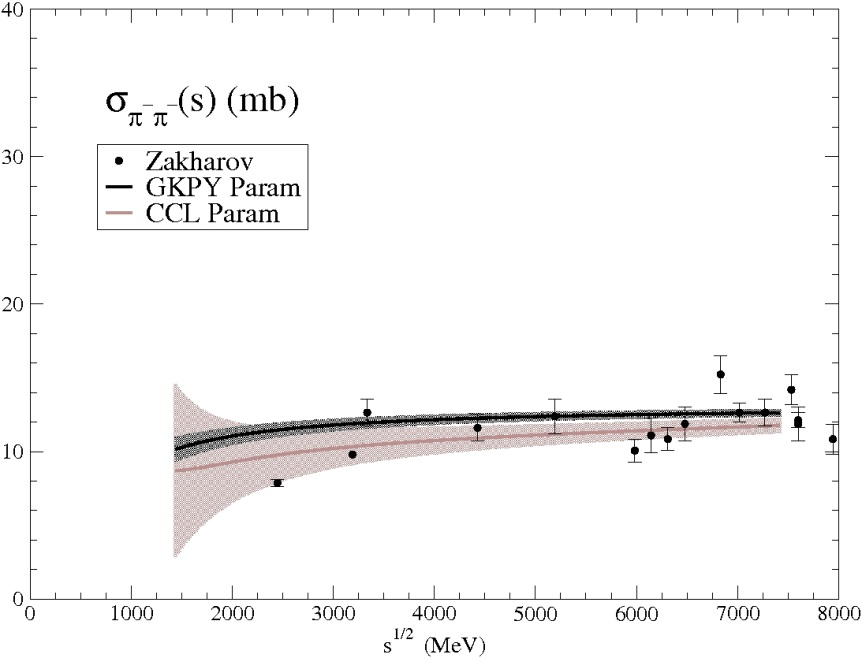 40
30
20
10
0
σπ⁻π⁻(s) (mb)
Zakharov
GKPY Param
CCL Param
0 1000 2000 3000 4000 5000 6000 7000 8000
s^1/2 (MeV)